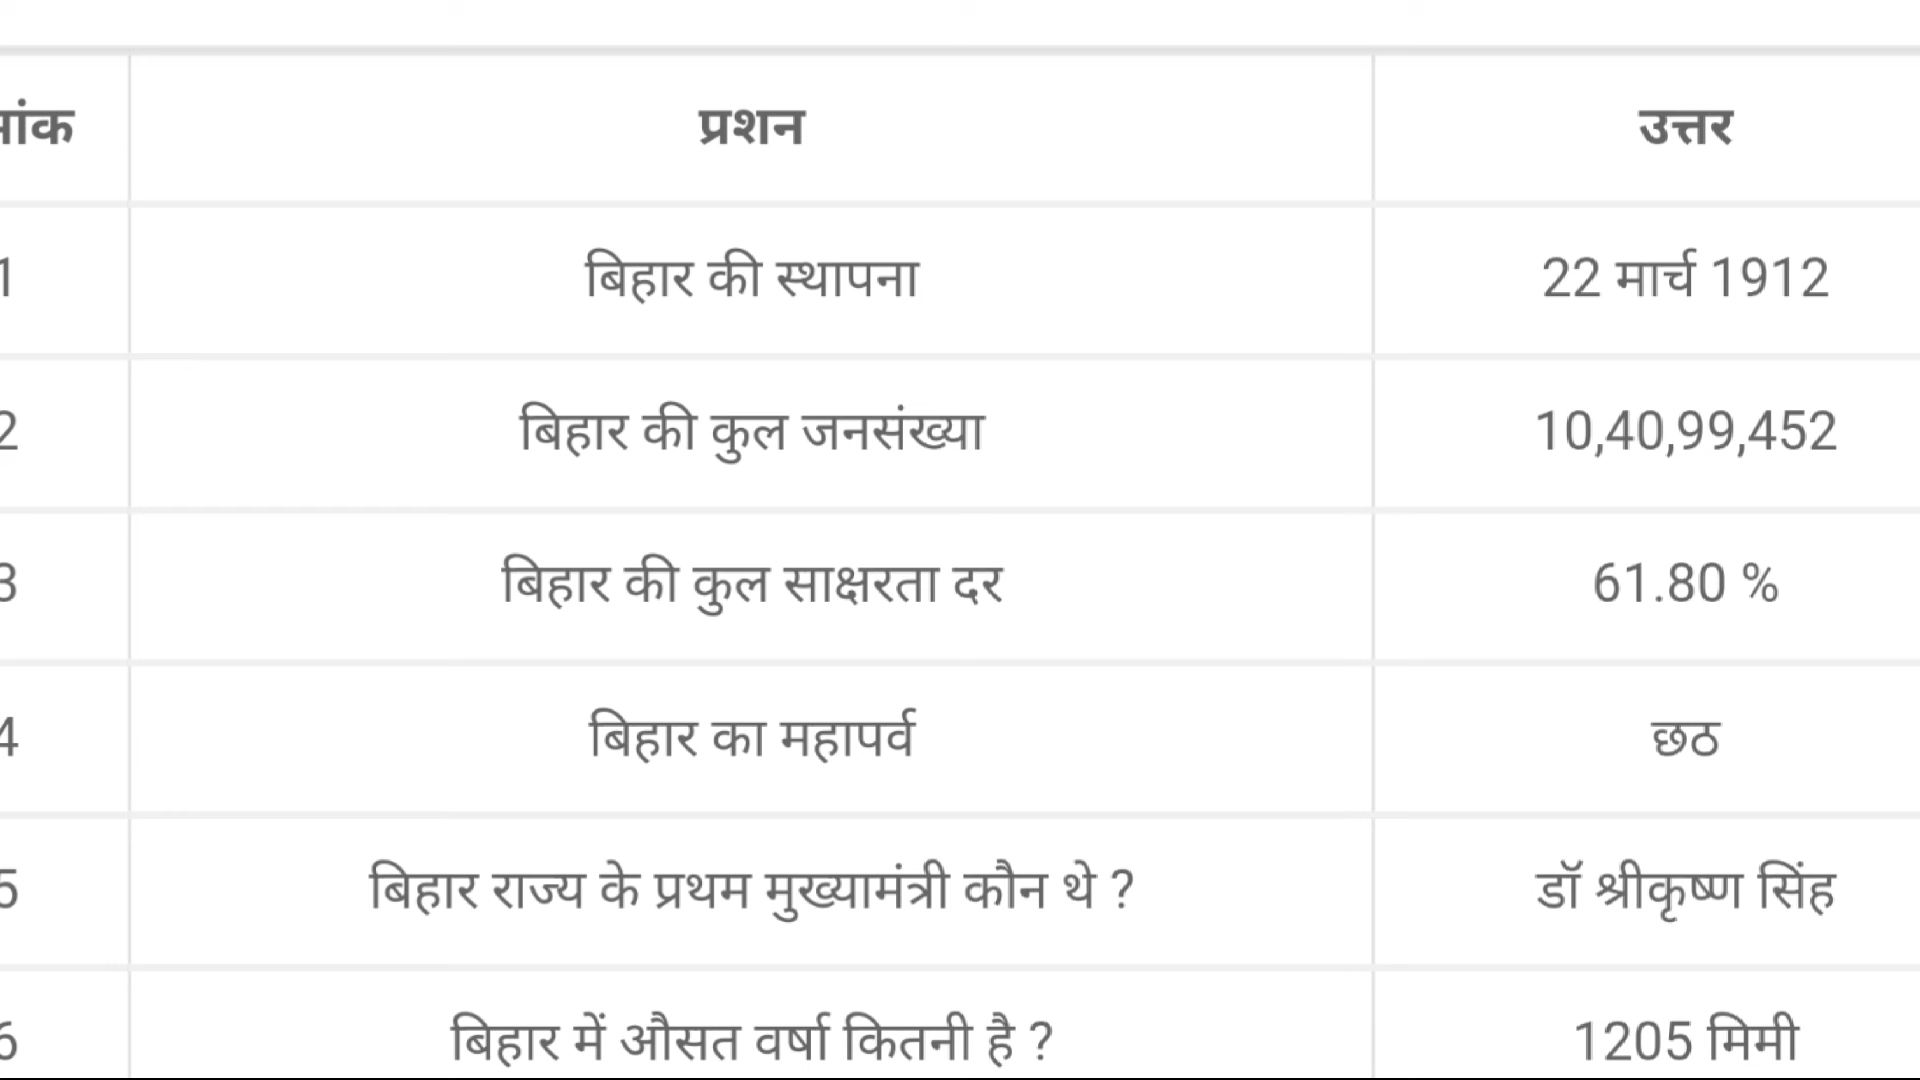 प्रशन उत्तर
1 बिहार की स्थापना 22 मार्च 1912
2 बिहार की कुल जनसंख्या 10,40,99,452
3 बिहार की कुल साक्षरता दर 61.80 %
4 बिहार का महापर्व छठ
5 बिहार राज्य के प्रथम मुख्यामंत्री कौन थे ? डॉ श्रीकृष्ण सिंह
6 बिहार में औसत वर्षा कितनी है ? 1205 मिमी